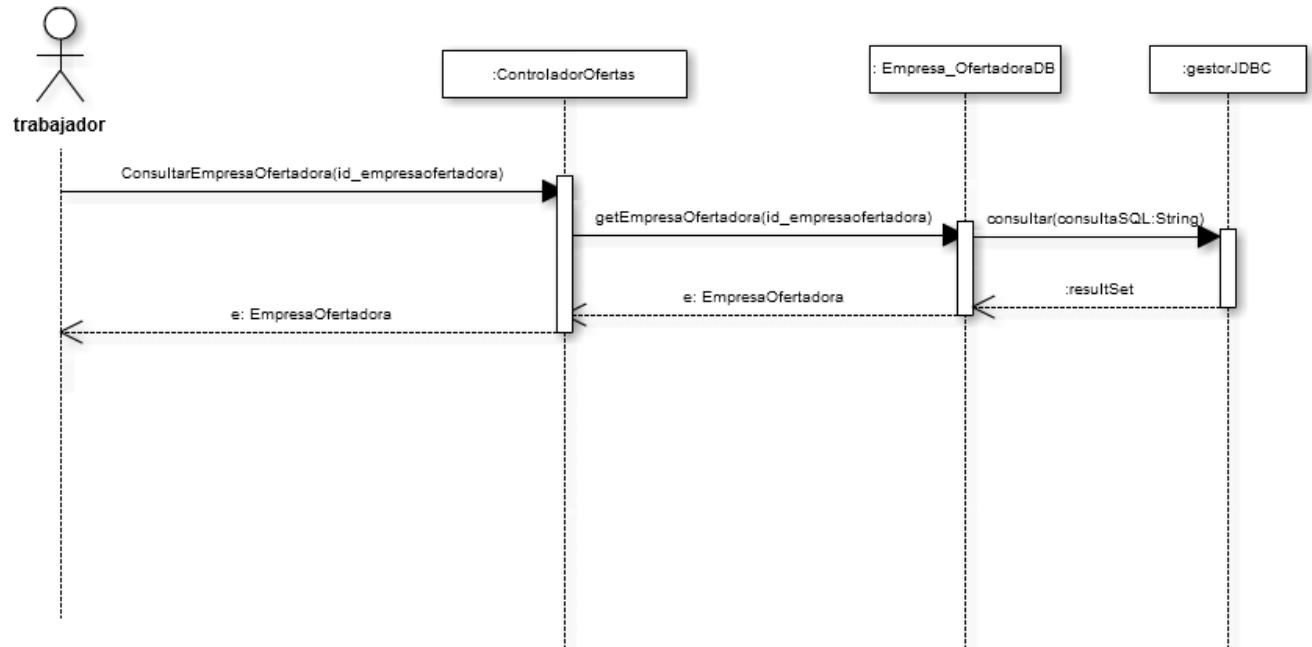 :ControladorOfertas
: Empresa_OfertadoraDB
:gestorJDBC
trabajador
ConsultarEmpresaOfertadora(id_empresaofertadora)
getEmpresaOfertadora(id_empresaofertadora)
consultar(consultaSQL:String)
:resultSet
e: EmpresaOfertadora
e: EmpresaOfertadora